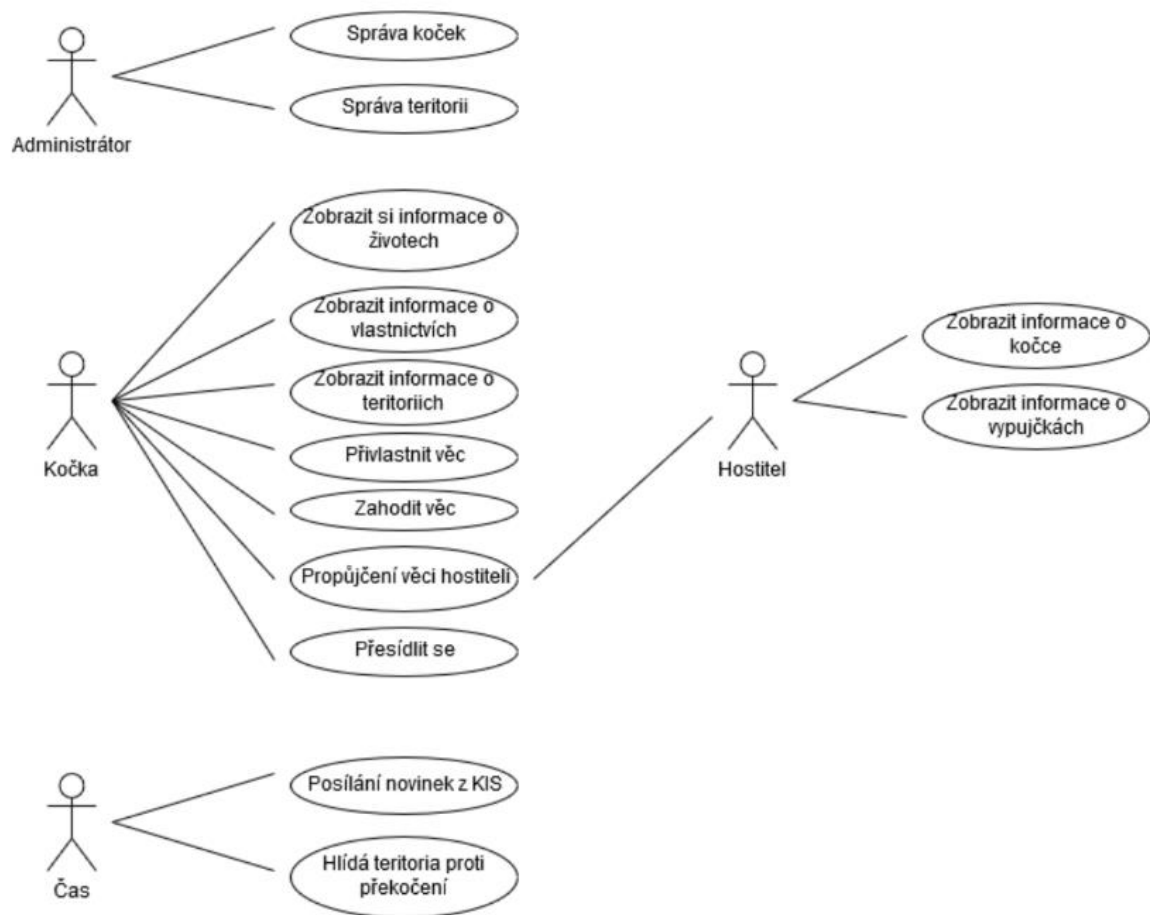 Správa koček
Správa teritorii
Administrátor
Zobrazit si informace o
životech
Zobrazit informace o
vlastnictvích
Zobrazit informace o
teritoriich
Přivlastnit věc
Kočka
Zahodit věc
Propůjčení věci hostiteli
Přesídlit se
Zobrazit informace o
kočce
Zobrazit informace o
vypujčkách
Hostitel
Posílání novinek z KIS
Hlídá teritoria proti
překočení
Čas